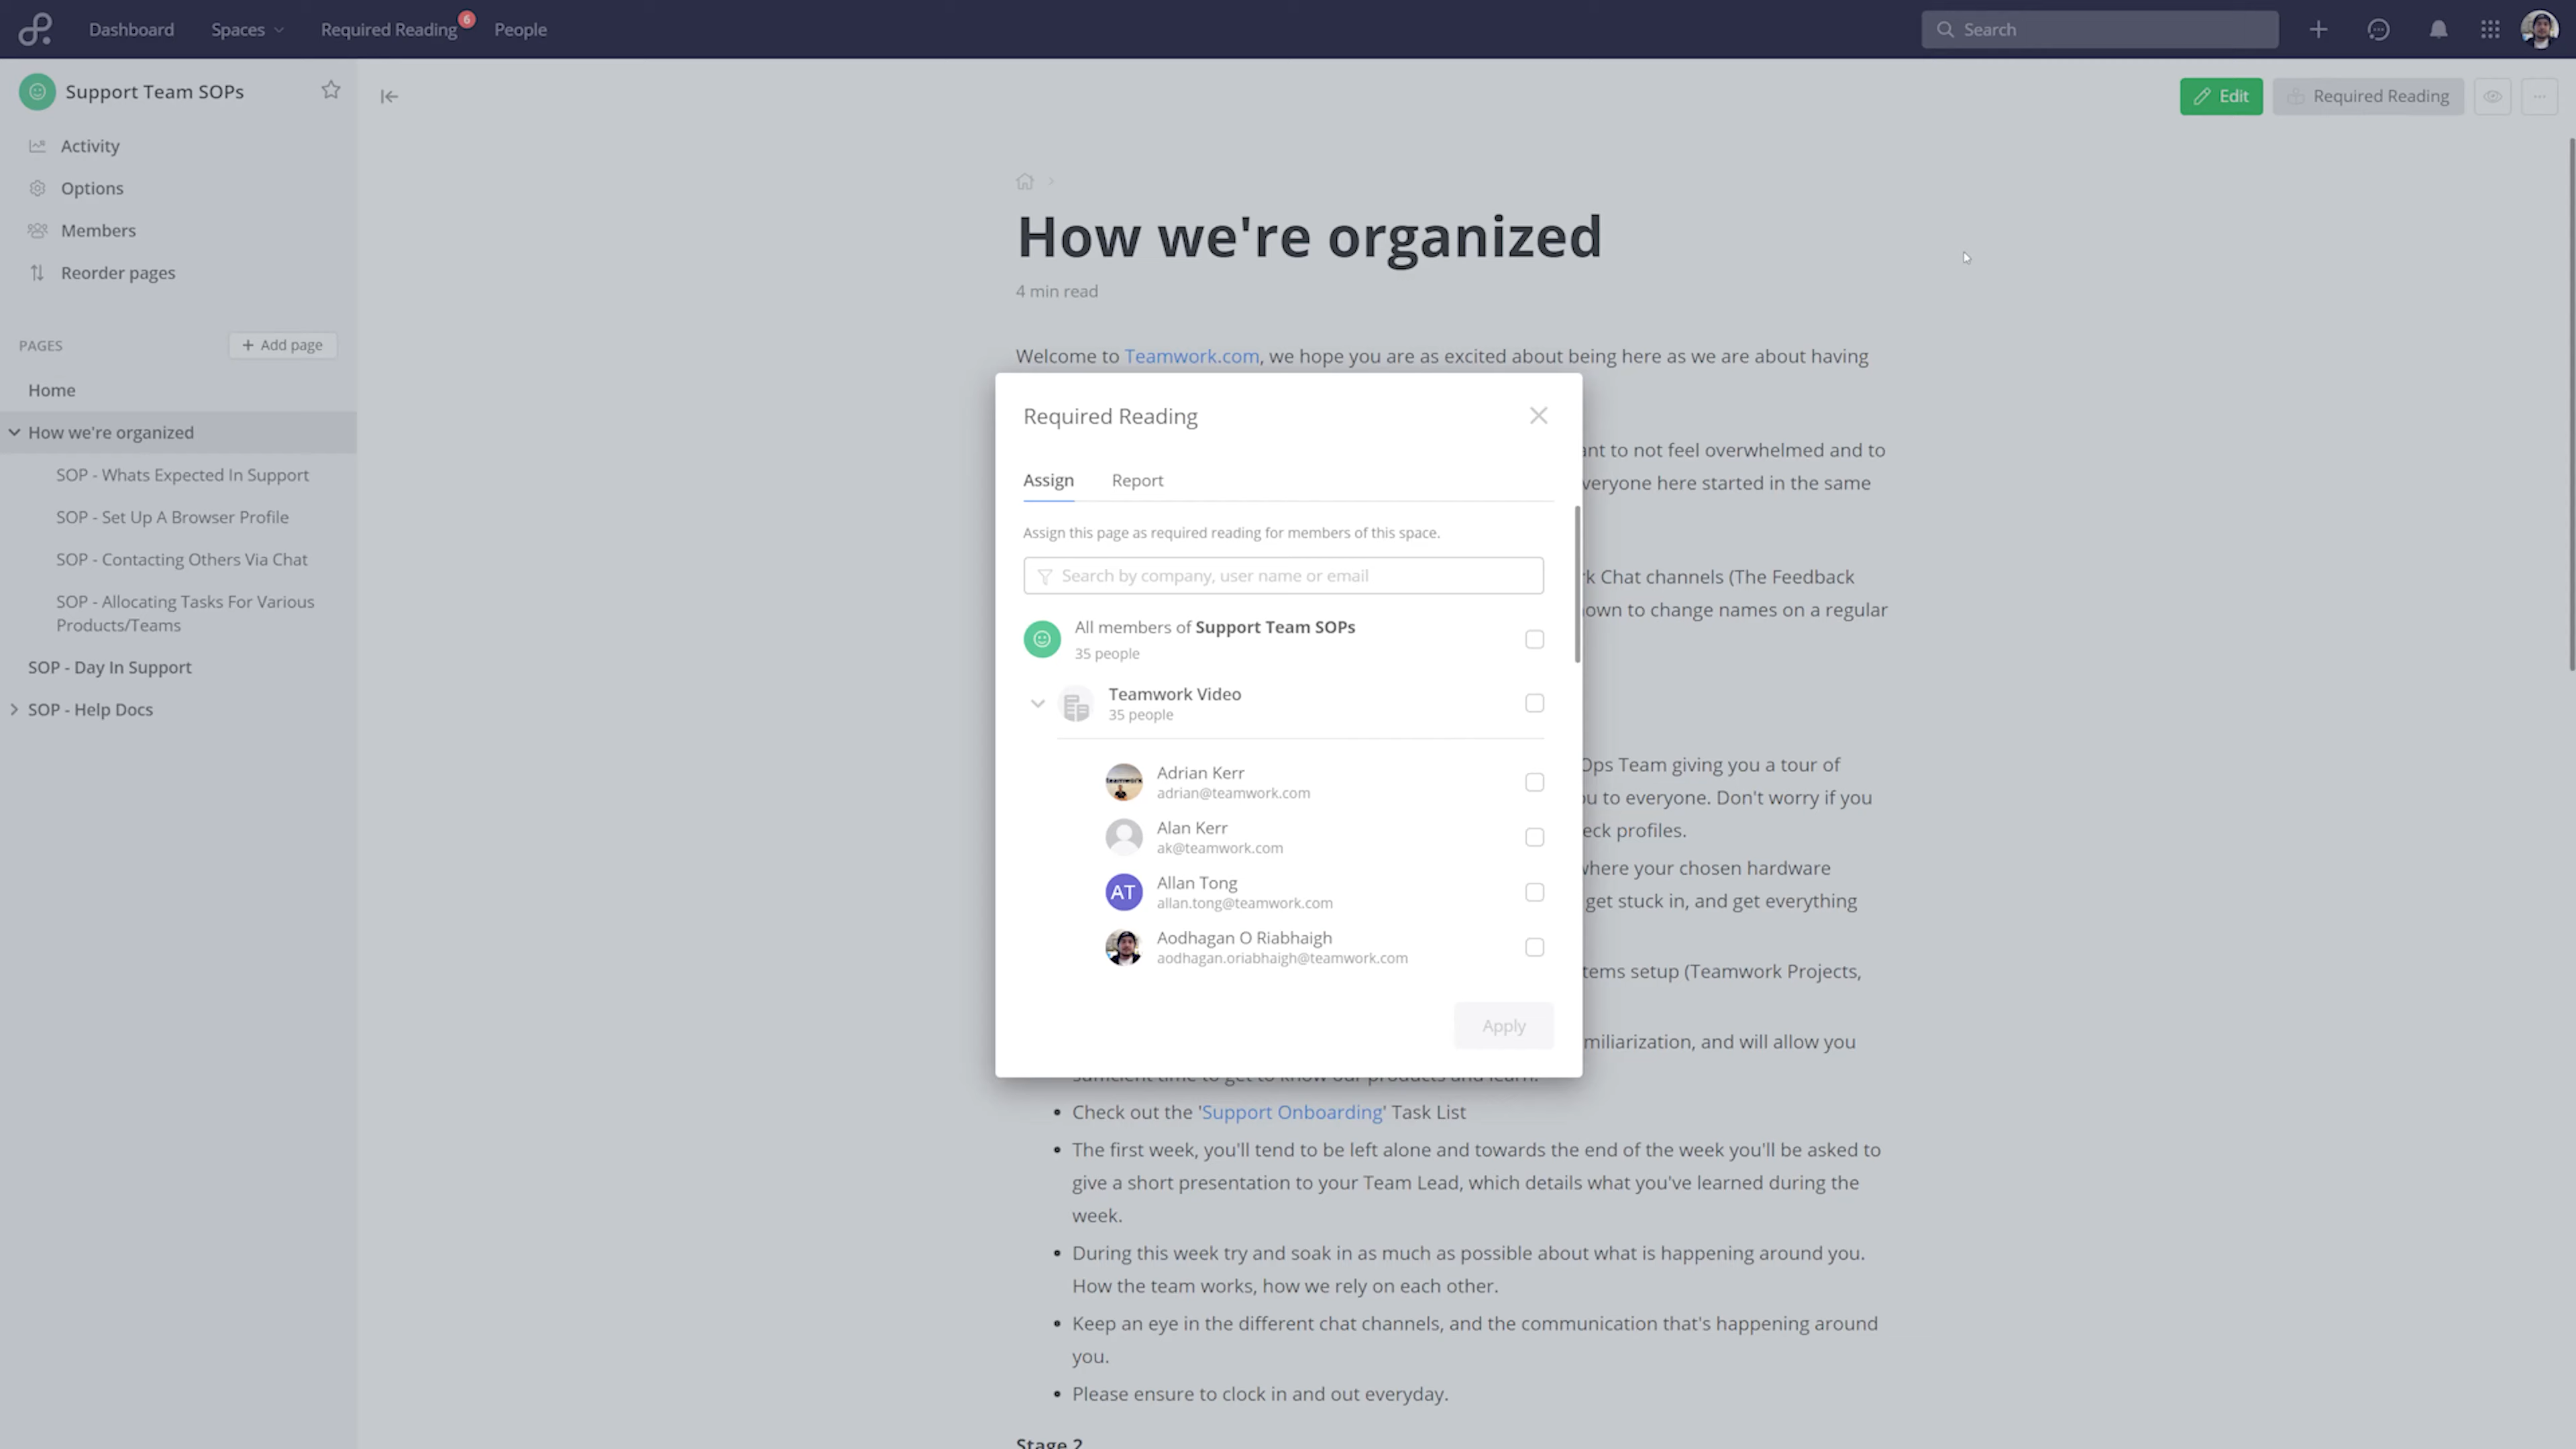 Dashboard
Spaces
Required Reading
6
People
Search
Support Team SOPs
Activity
Options
Members
Reorder pages
PAGES
+ Add page
Home
How we're organized
SOP - Whats Expected In Support
SOP - Set Up A Browser Profile
SOP - Contacting Others Via Chat
SOP - Allocating Tasks For Various
Products/Teams
SOP - Day In Support
SOP - Help Docs
Edit
Required Reading
How we're organized
4 min read
Welcome to Teamwork.com, we hope you are as excited about being here as we are about having
to not feel overwhelmed and to
everyone here started in the same
Chat channels (The Feedback
to change names on a regular
Ops Team giving you a tour of
to everyone. Don't worry if you
profiles.
where your chosen hardware
get stuck in, and get everything
setup (Teamwork Projects,
and will allow you
sufficient time to get to know our products and learn.
• Check out the 'Support Onboarding' Task List
• The first week, you'll tend to be left alone and towards the end of the week you'll be asked to
give a short presentation to your Team Lead, which details what you've learned during the
week.
• During this week try and soak in as much as possible about what is happening around you.
How the team works, how we rely on each other.
• Keep an eye in the different chat channels, and the communication that's happening around
you.
• Please ensure to clock in and out everyday.
Stage 2
Required Reading
Assign
Report
Assign this page as required reading for members of this space.
Search by company, user name or email
All members of Support Team SOPs
35 people
Teamwork Video
35 people
teamwork
Adrian Kerr
adrian@teamwork.com
Alan Kerr
ak@teamwork.com
AT
Allan Tong
allan.tong@teamwork.com
Aodhagan O Riabhaigh
aodhagan.oriabhaigh@teamwork.com
Apply